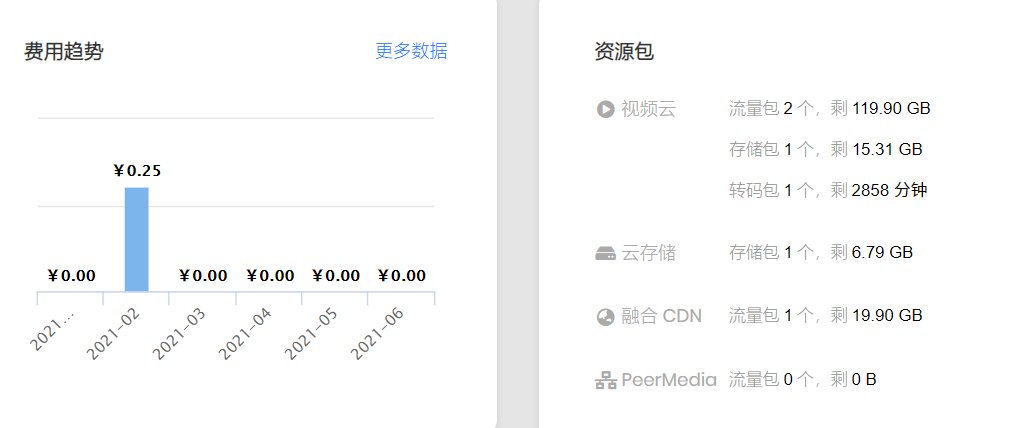 费用趋势
更多数据
￥0.25
￥0.00
￥0.00
￥0.00
￥0.00
￥0.00
2021...
2021-02
2021-03
2021-04
2021-05
2021-06
资源包
视频云
流量包 2 个，剩 119.90 GB
存储包 1 个，剩 15.31 GB
转码包 1 个，剩 2858 分钟
云存储
存储包 1 个，剩 6.79 GB
融合 CDN
流量包 1 个，剩 19.90 GB
PeerMedia
流量包 0 个，剩 0 B